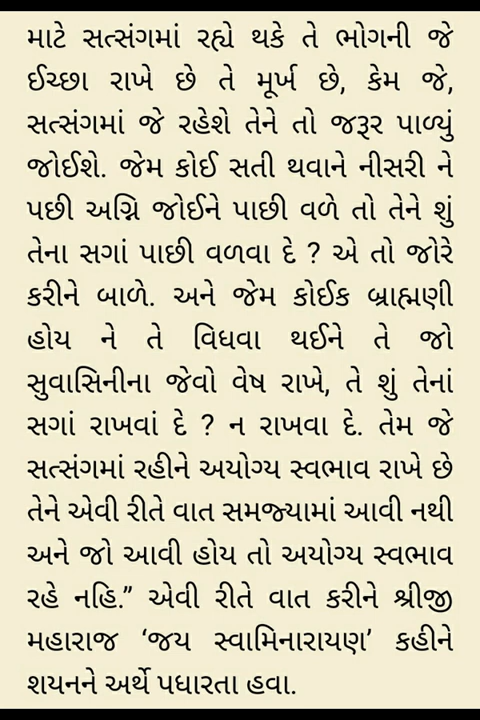 માટે સત્સંગમાં રહ્યે થકે તે ભોગની જે
ઈચ્છા રાખે છે તે મૂર્ખ છે, કેમ જે,
સત્સંગમાં જે રહેશે તેને તો જરૂર પાળ્યું
જોઈશે. જેમ કોઈ સતી થવાને નીસરી ને
પછી અગ્નિ જોઈને પાછી વળે તો તેને શું
તેના સગાં પાછી વળવા દે ? એ તો જોરે
કરીને બાળે. અને જેમ કોઈક બ્રાહ્મણી
હોય ને તે વિધવા થઈને તે જો
સુવાસિનીના જેવો વેષ રાખે, તે શું તેનાં
સગાં રાખવાં દે ? ન રાખવા દે. તેમ જે
સત્સંગમાં રહીને અયોગ્ય સ્વભાવ રાખે છે
તેને એવી રીતે વાત સમજ્યામાં આવી નથી
અને જો આવી હોય તો અયોગ્ય સ્વભાવ
રહે નહિ.” એવી રીતે વાત કરીને શ્રીજી
મહારાજ ‘જય સ્વામિનારાયણ’ કહીને
શયનને અર્થે પધારતા હવા.